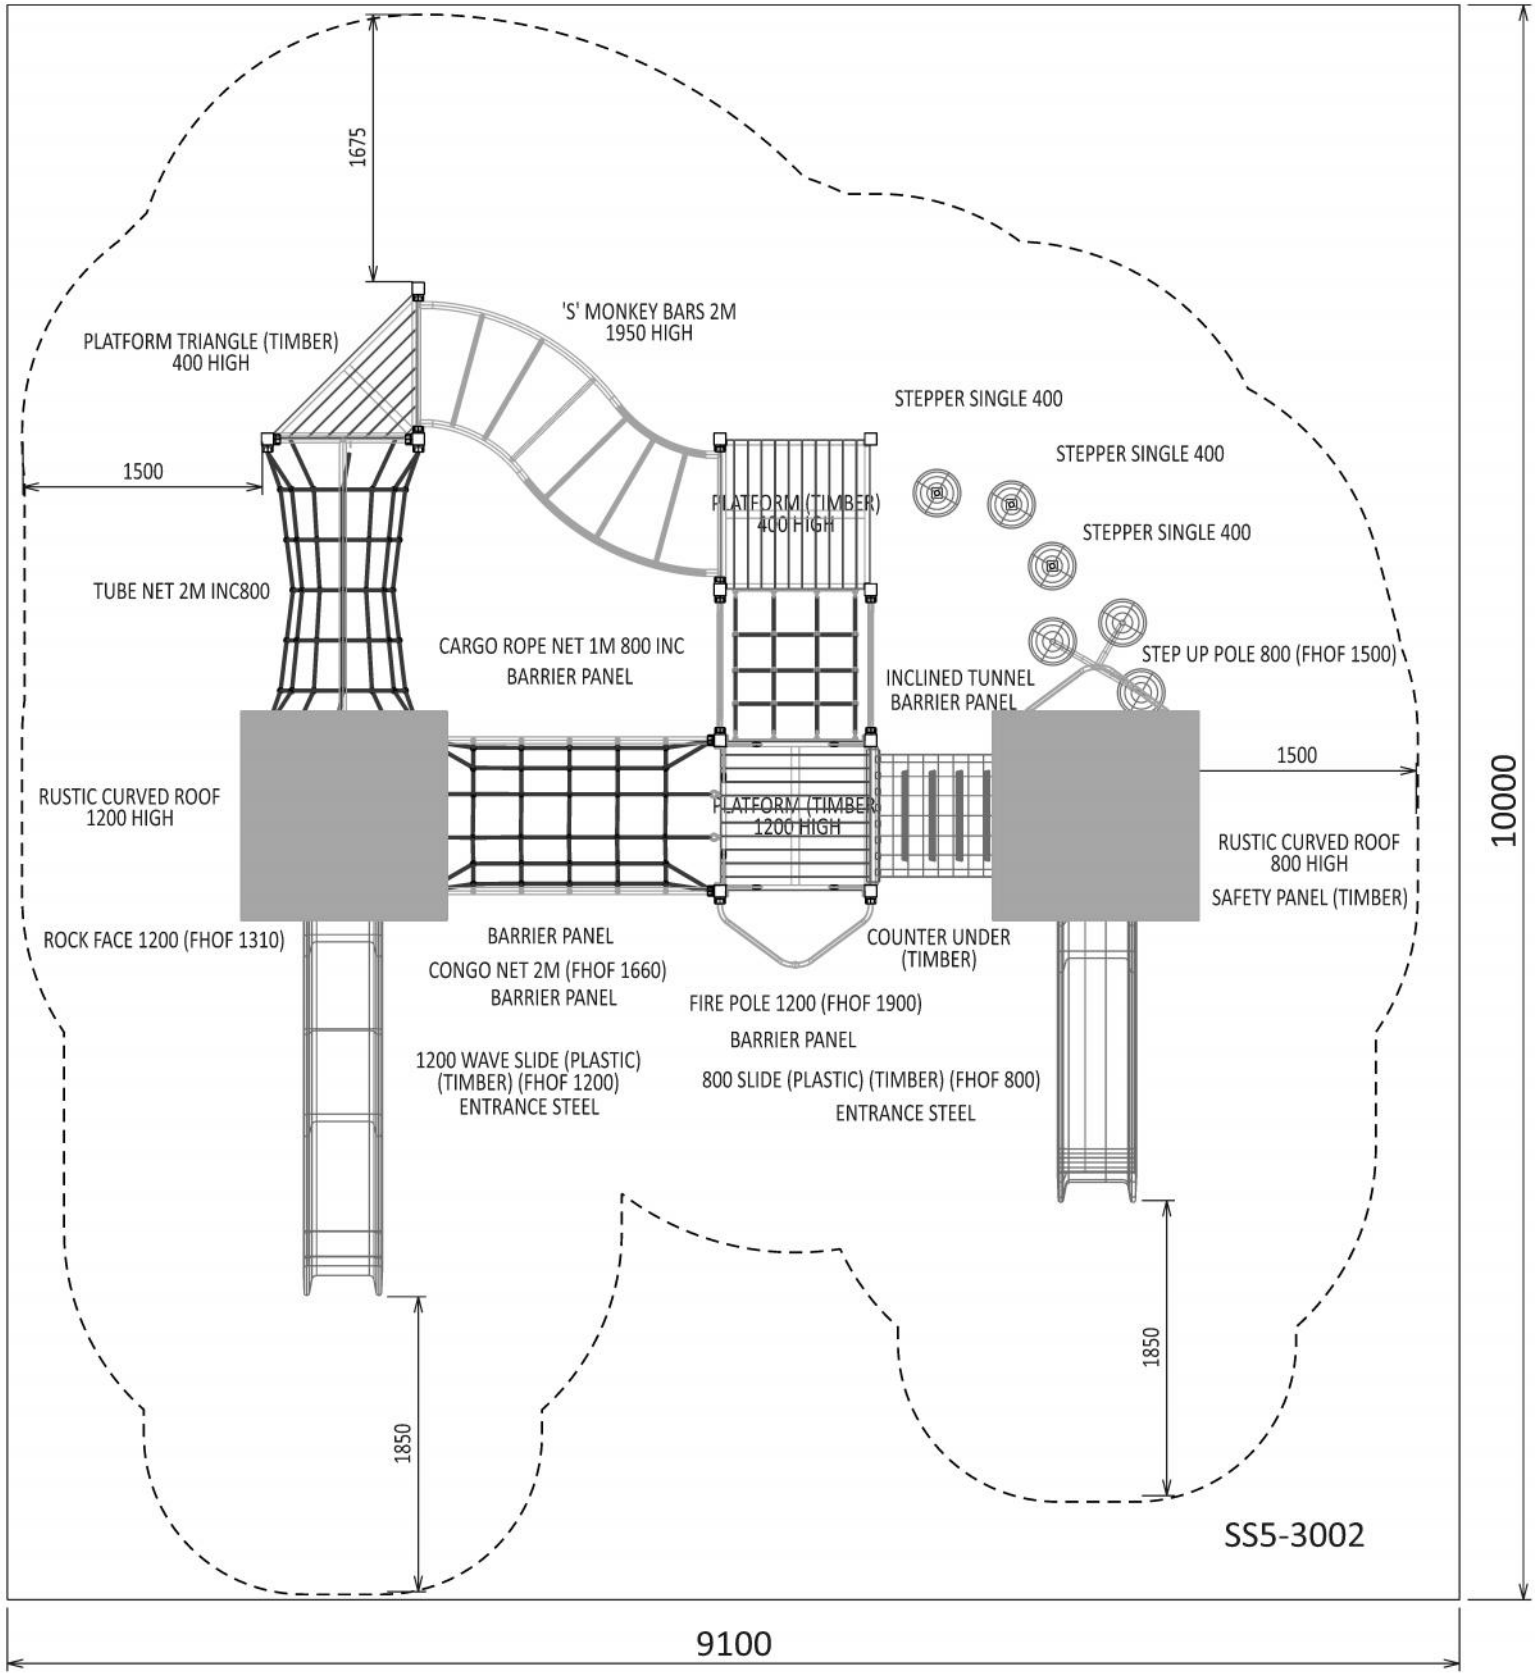 1675
'S' MONKEY BARS 2M
1950 HIGH
PLATFORM TRIANGLE (TIMBER)
400 HIGH
STEPPER SINGLE 400
STEPPER SINGLE 400
1500
PLATFORM (TIMBER)
400 HIGH
STEPPER SINGLE 400
TUBE NET 2M INC800
CARGO ROPE NET 1M 800 INC
BARRIER PANEL
STEP UP POLE 800 (FHOF 1500)
INCLINED TUNNEL
BARRIER PANEL
1500
10000
RUSTIC CURVED ROOF
1200 HIGH
PLATFORM (TIMBER
1200 HIGH
RUSTIC CURVED ROOF
800 HIGH
SAFETY PANEL (TIMBER)
ROCK FACE 1200 (FHOF 1310)
BARRIER PANEL
CONGO NET 2M (FHOF 1660)
BARRIER PANEL
COUNTER UNDER
(TIMBER)
FIRE POLE 1200 (FHOF 1900)
BARRIER PANEL
1200 WAVE SLIDE (PLASTIC)
(TIMBER) (FHOF 1200)
ENTRANCE STEEL
800 SLIDE (PLASTIC) (TIMBER) (FHOF 800)
ENTRANCE STEEL
1850
1850
SS5-3002
9100